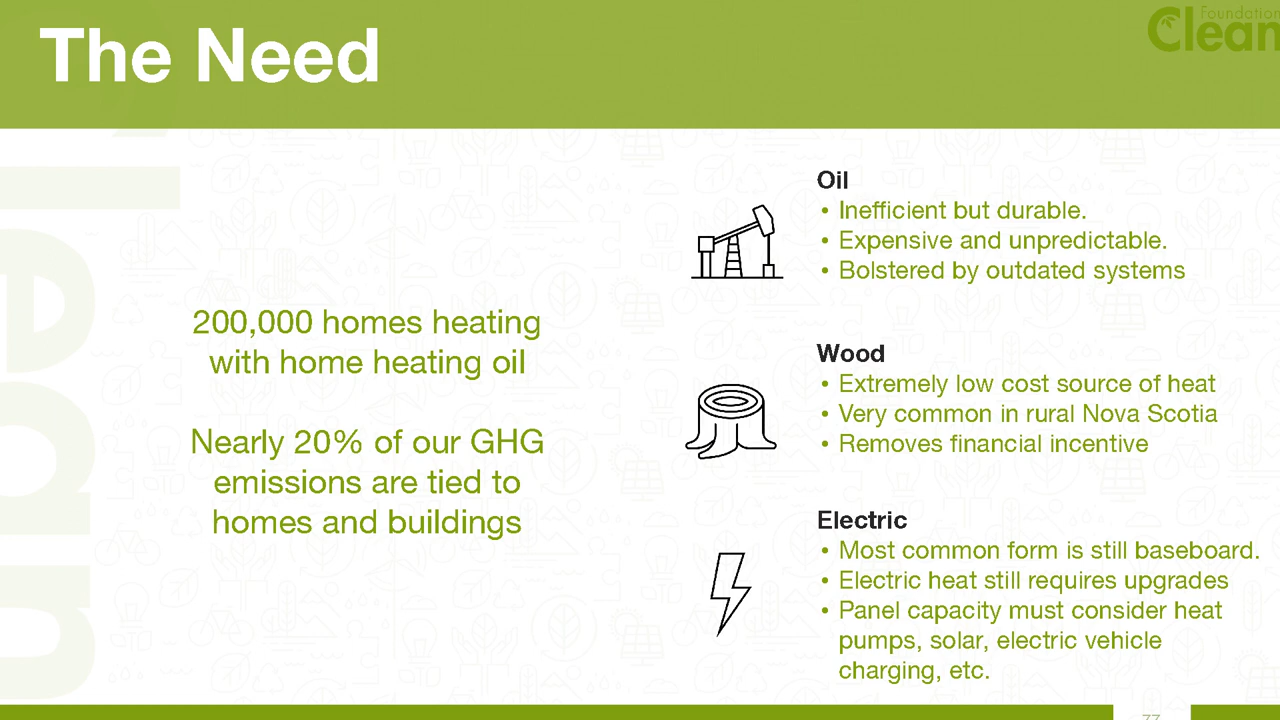 The Need
Foundation
Clean
200,000 homes heating
with home heating oil
Nearly 20% of our GHG
emissions are tied to
homes and buildings
Oil
• Inefficient but durable.
• Expensive and unpredictable.
• Bolstered by outdated systems
Wood
• Extremely low cost source of heat
• Very common in rural Nova Scotia
• Removes financial incentive
Electric
• Most common form is still baseboard.
• Electric heat still requires upgrades
• Panel capacity must consider heat
pumps, solar, electric vehicle
charging, etc.
lean